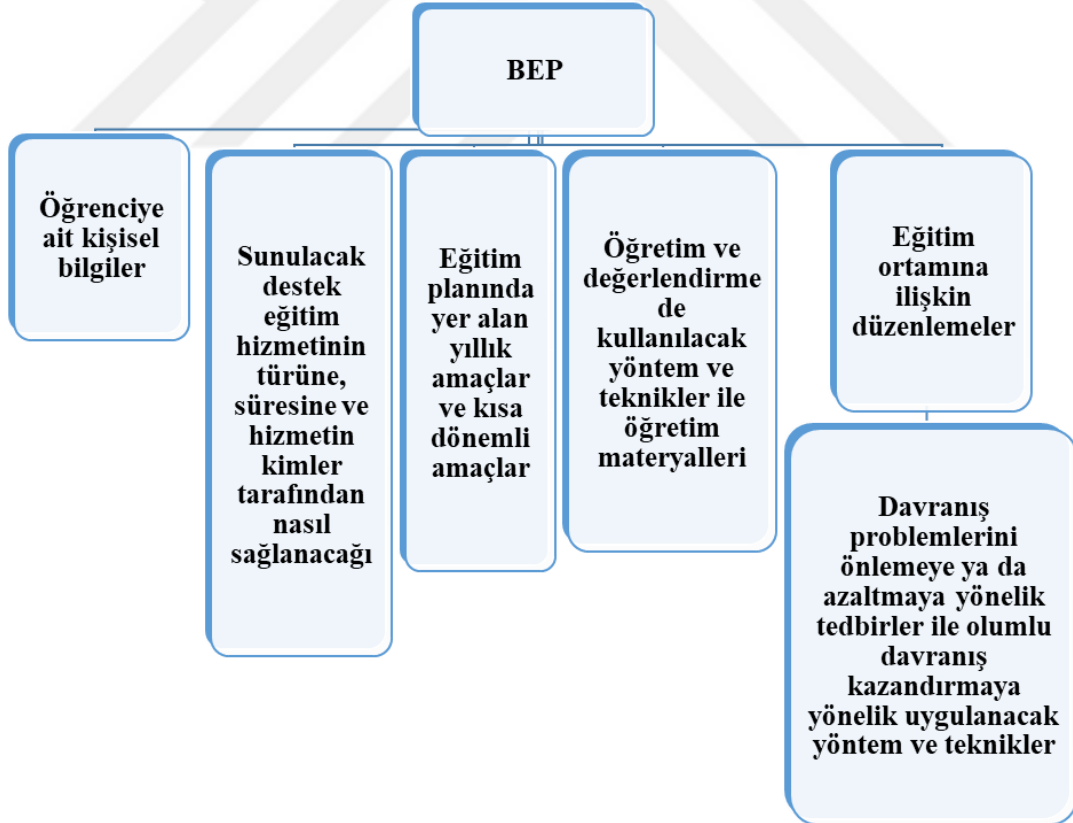 BEP
Öğrenciye
ait kişisel
bilgiler
Sunulacak
destek
eğitim
hizmetinin
türüne,
süresine ve
hizmetin
kimler
tarafından
nasıl
sağlanacağı
Eğitim
planında
yer alan
yıllık
amaçlar
ve kısa
dönemli
amaçlar
Öğretim ve
değerlendirme
de
kullanılacak
yöntem ve
teknikler ile
öğretim
materyalleri
Eğitim
ortamına
ilişkin
düzenlemeler
Davranış
problemlerini
önlemeye ya da
azaltmaya yönelik
tedbirler ile olumlu
davranış
kazandırmaya
yönelik uygulanacak
yöntem ve teknikler